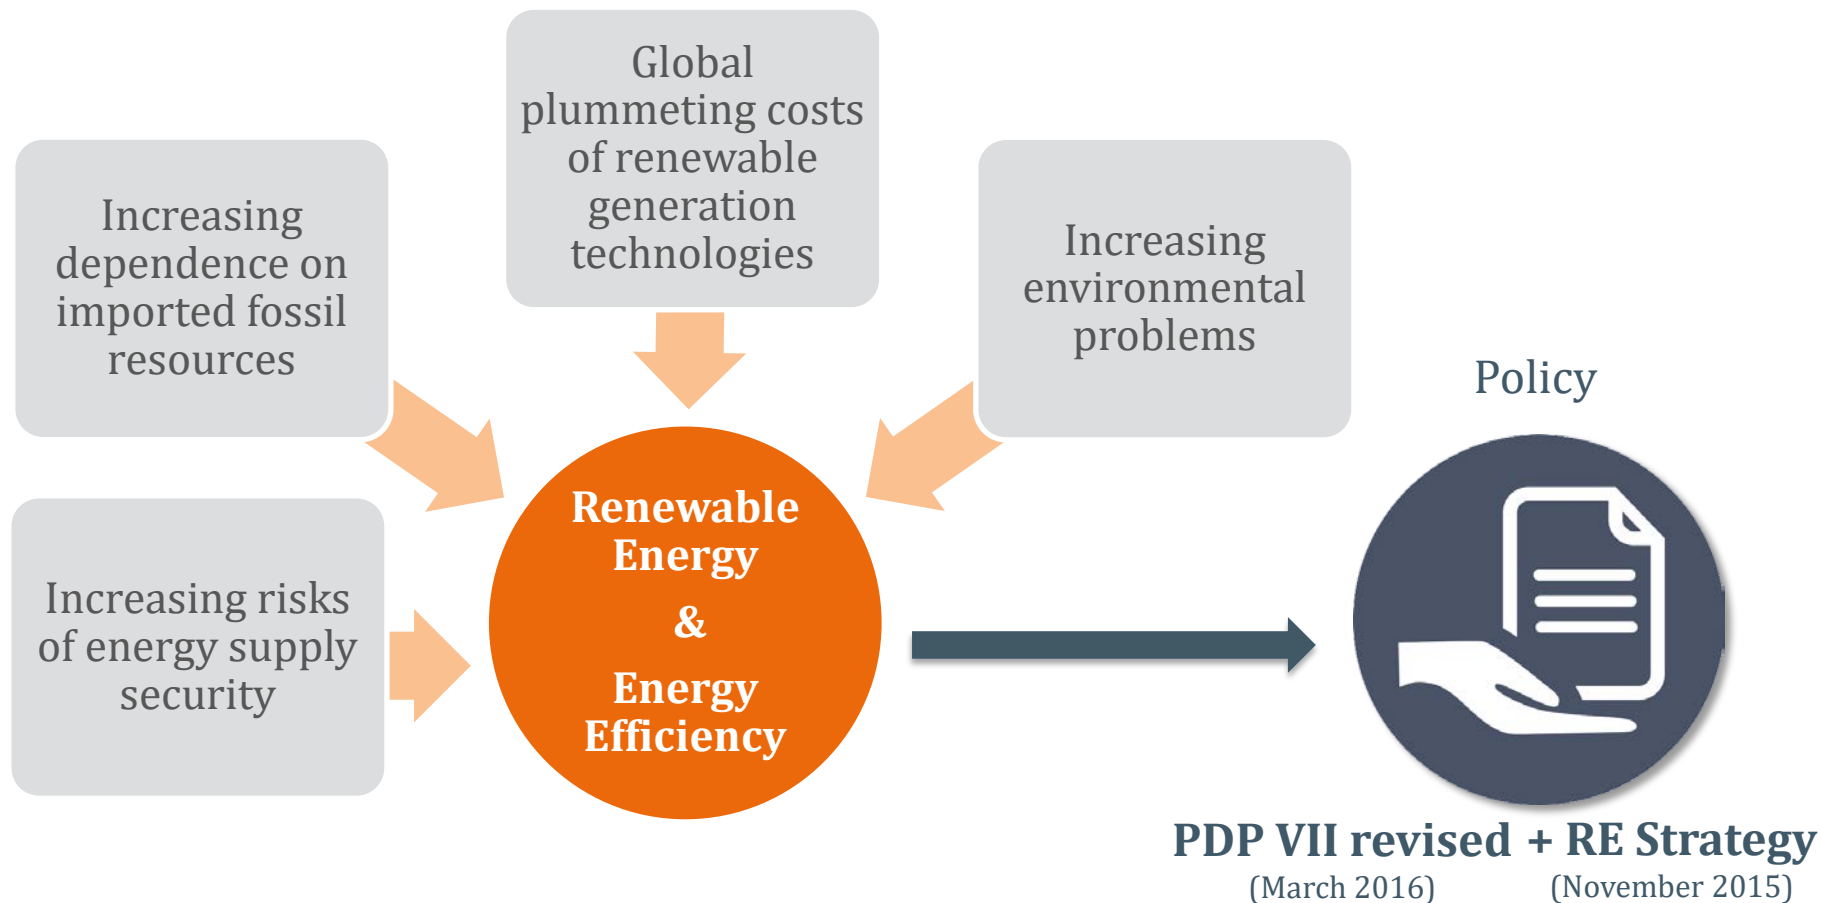 Global
plummeting costs
of renewable
generation
technologies
Increasing
dependence on
imported fossil
resources
Increasing
environmental
problems
Increasing risks
of energy supply
security
Renewable
Energy
&
Energy
Efficiency
Policy
PDP VII revised + RE Strategy
(March 2016) (November 2015)